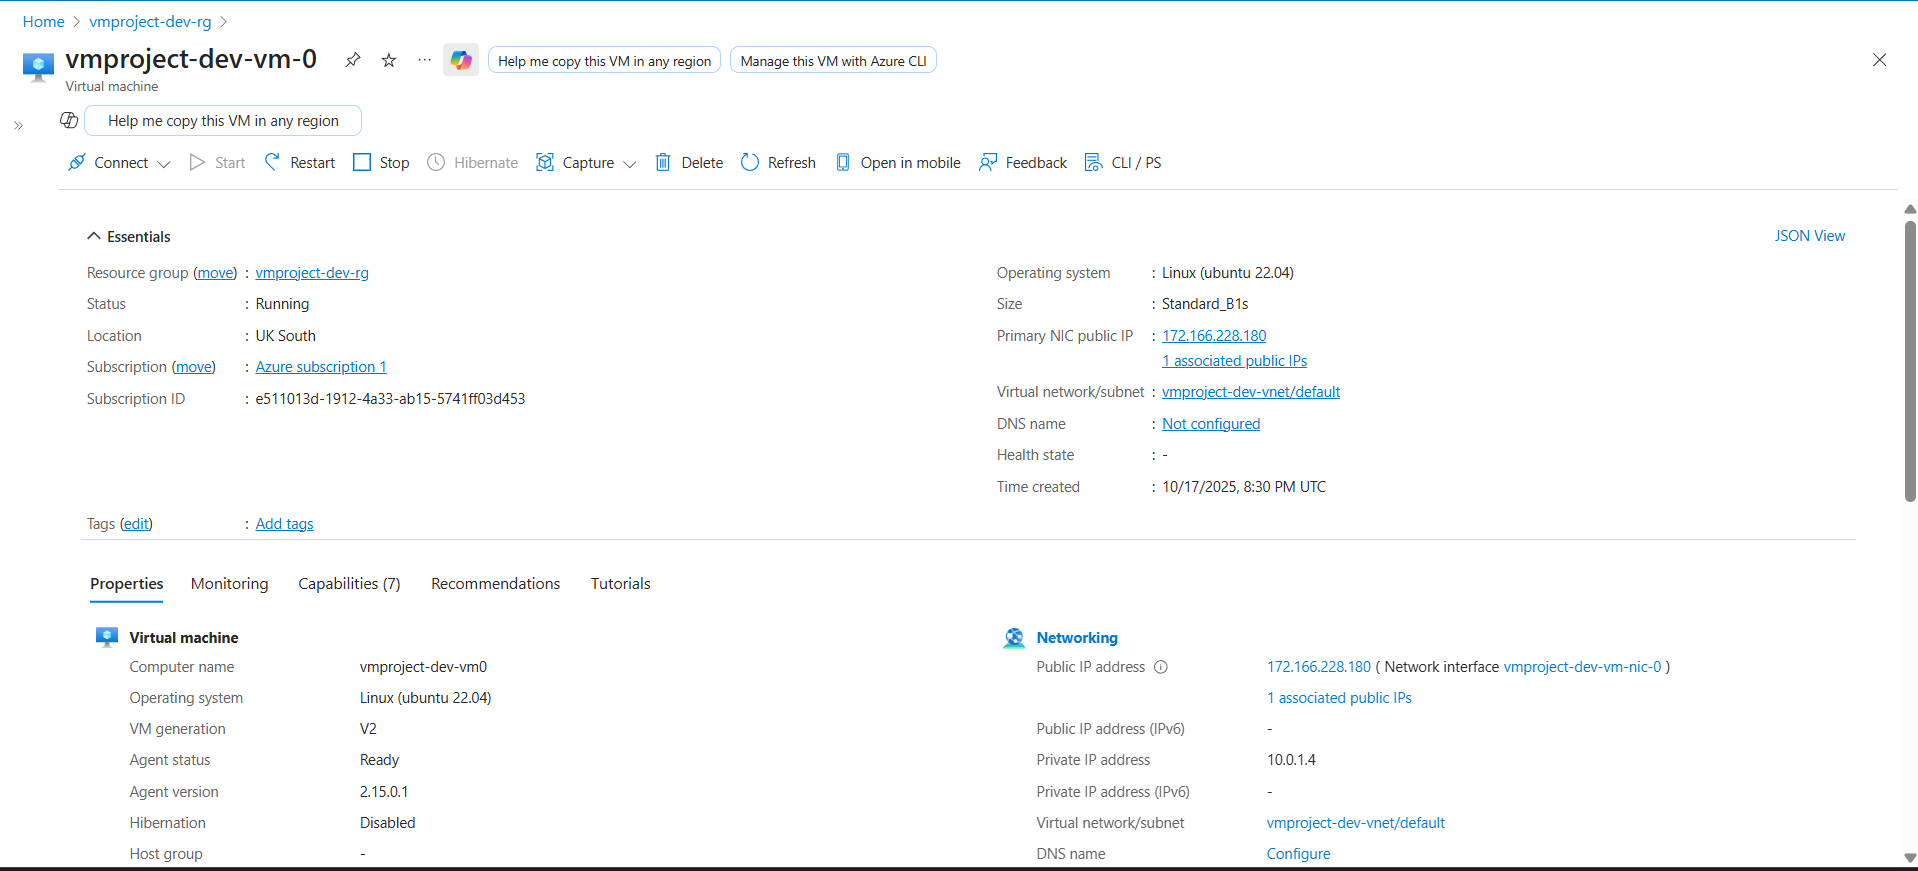 Home > vmproject-dev-rg >
vmproject-dev-vm-0
Virtual machine
Help me copy this VM in any region
Manage this VM with Azure CLI
Help me copy this VM in any region
Connect Start Restart Stop Hibernate Capture Delete Refresh Open in mobile Feedback CLI / PS
Essentials
JSON View
Resource group (move) : vmproject-dev-rg
Status : Running
Location : UK South
Subscription (move) : Azure subscription 1
Subscription ID : e511013d-1912-4a33-ab15-5741ff03d453
Operating system : Linux (ubuntu 22.04)
Size : Standard_B1s
Primary NIC public IP : 172.166.228.180
1 associated public IPs
Virtual network/subnet : vmproject-dev-vnet/default
DNS name : Not configured
Health state : -
Time created : 10/17/2025, 8:30 PM UTC
Tags (edit) : Add tags
Properties Monitoring Capabilities (7) Recommendations Tutorials
Virtual machine
Computer name vmproject-dev-vm0
Operating system Linux (ubuntu 22.04)
VM generation V2
Agent status Ready
Agent version 2.15.0.1
Hibernation Disabled
Host group -
Networking
Public IP address 172.166.228.180 ( Network interface vmproject-dev-vm-nic-0 )
1 associated public IPs
Public IP address (IPv6) -
Private IP address 10.0.1.4
Private IP address (IPv6) -
Virtual network/subnet vmproject-dev-vnet/default
DNS name Configure